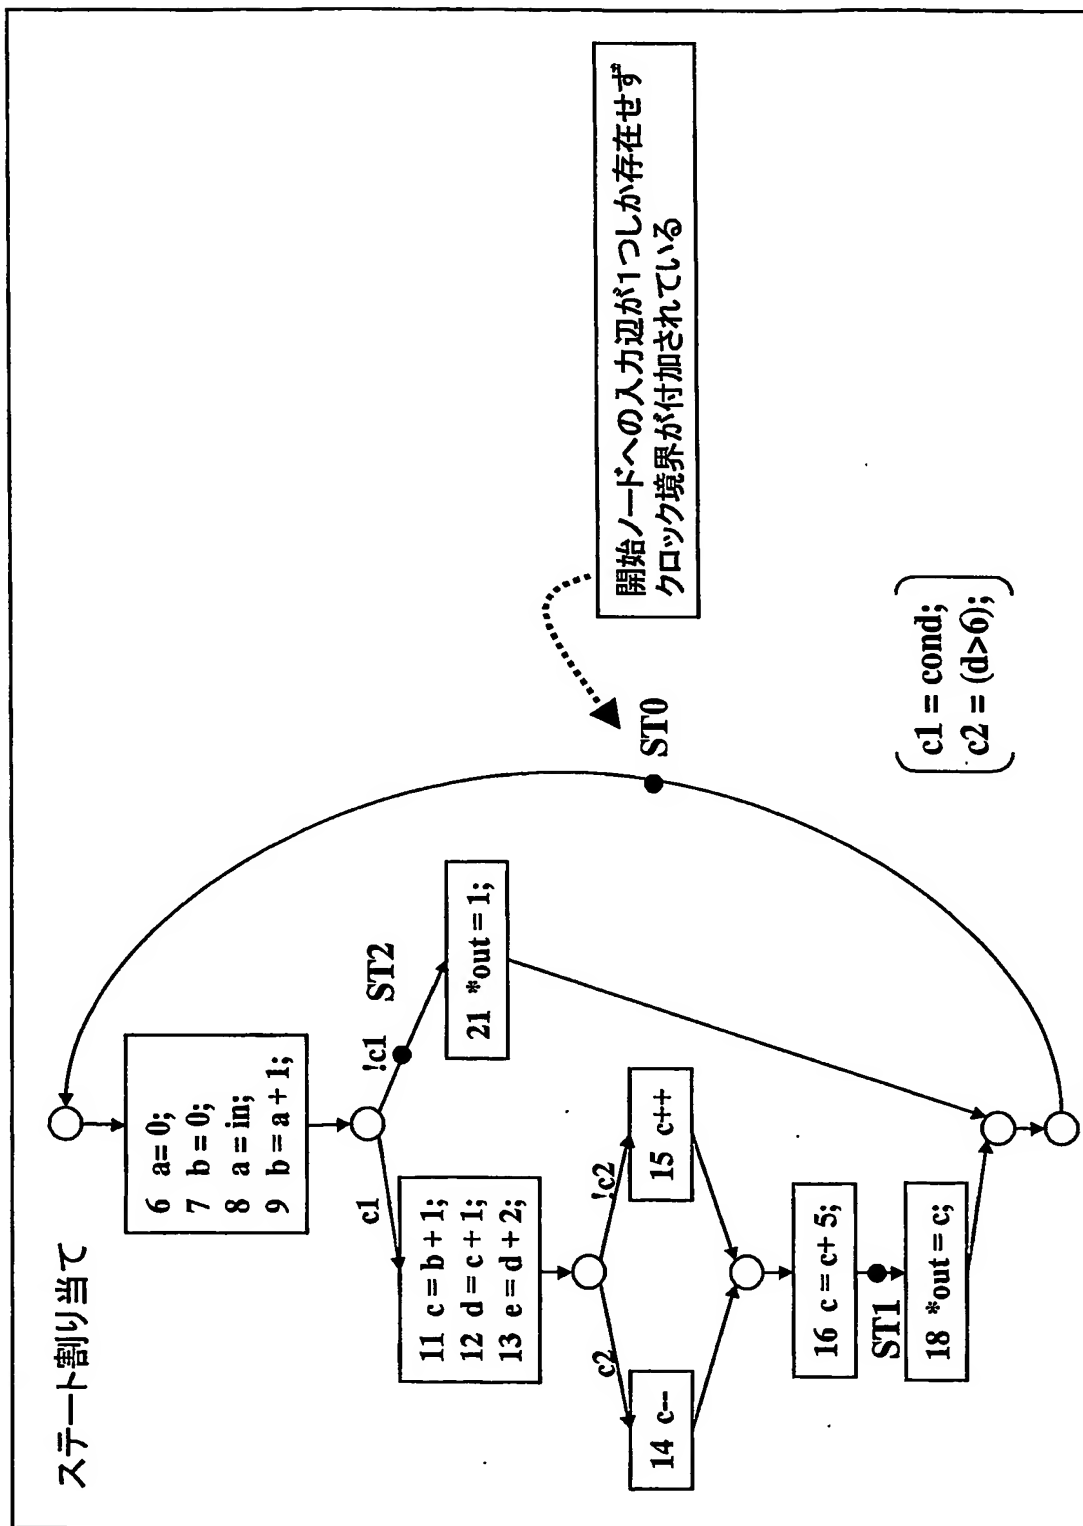 ステート割り当て
6 a= 0;
7 b = 0;
8 a = in;
9 b = a + 1;
c1
!c1
ST2
11 c = b + 1;
12 d = c + 1;
13 e = d + 2;
21 *out = 1;
c2
!c2
14 c--
15 c++
16 c = c + 5;
ST1
18 *out = c;
ST0
開始ノードへの入力辺が1つしか存在せず
クロック境界が付加されている
c1 = cond;
c2 = (d>6);